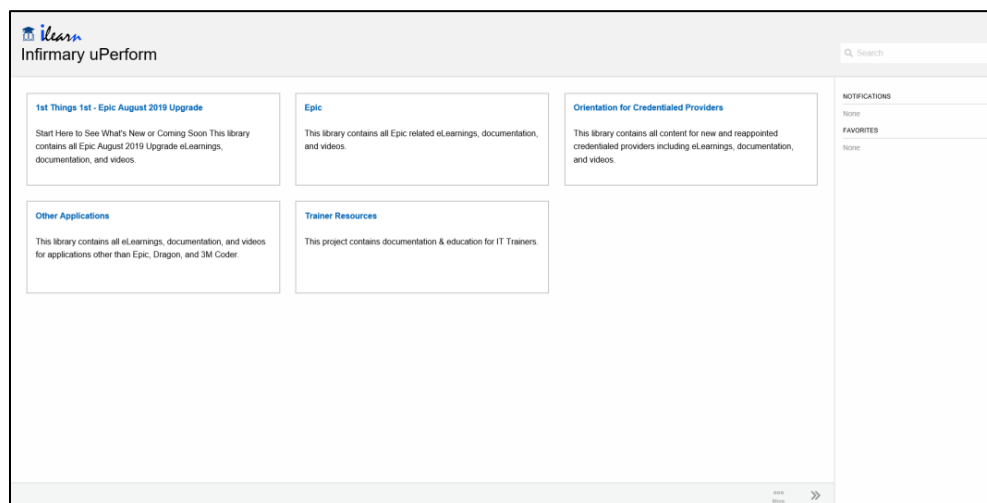 ilearn
Infirmary uPerform
Search
1st Things 1st - Epic August 2019 Upgrade
Start Here to See What's New or Coming Soon This library
contains all Epic August 2019 Upgrade eLearnings,
documentation, and videos.
Epic
This library contains all Epic related eLearnings, documentation,
and videos.
Orientation for Credentialed Providers
This library contains all content for new and reappointed
credentialed providers including eLearnings, documentation,
and videos.
Other Applications
This library contains all eLearnings, documentation, and videos
for applications other than Epic, Dragon, and 3M Coder.
Trainer Resources
This project contains documentation & education for IT Trainers.
NOTIFICATIONS
None
FAVORITES
None
More